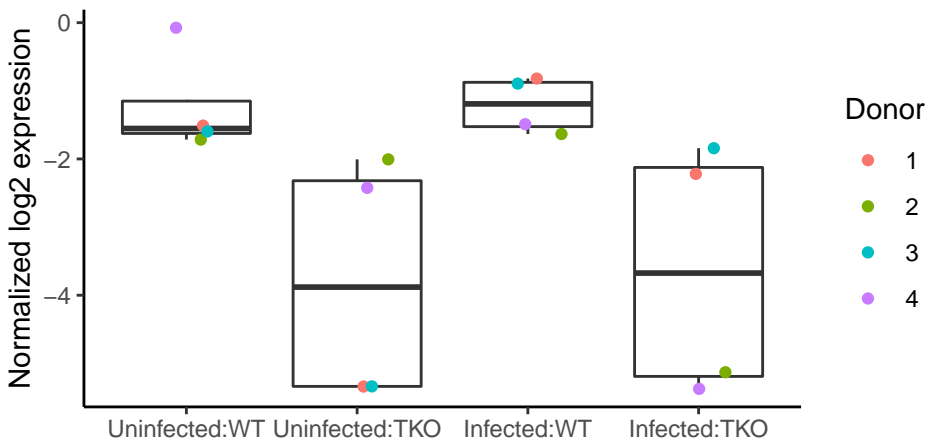 Normalized log2 expression
0
−2
−4
Uninfected:WT
Uninfected:TKO
Infected:WT
Infected:TKO
Donor
1
2
3
4